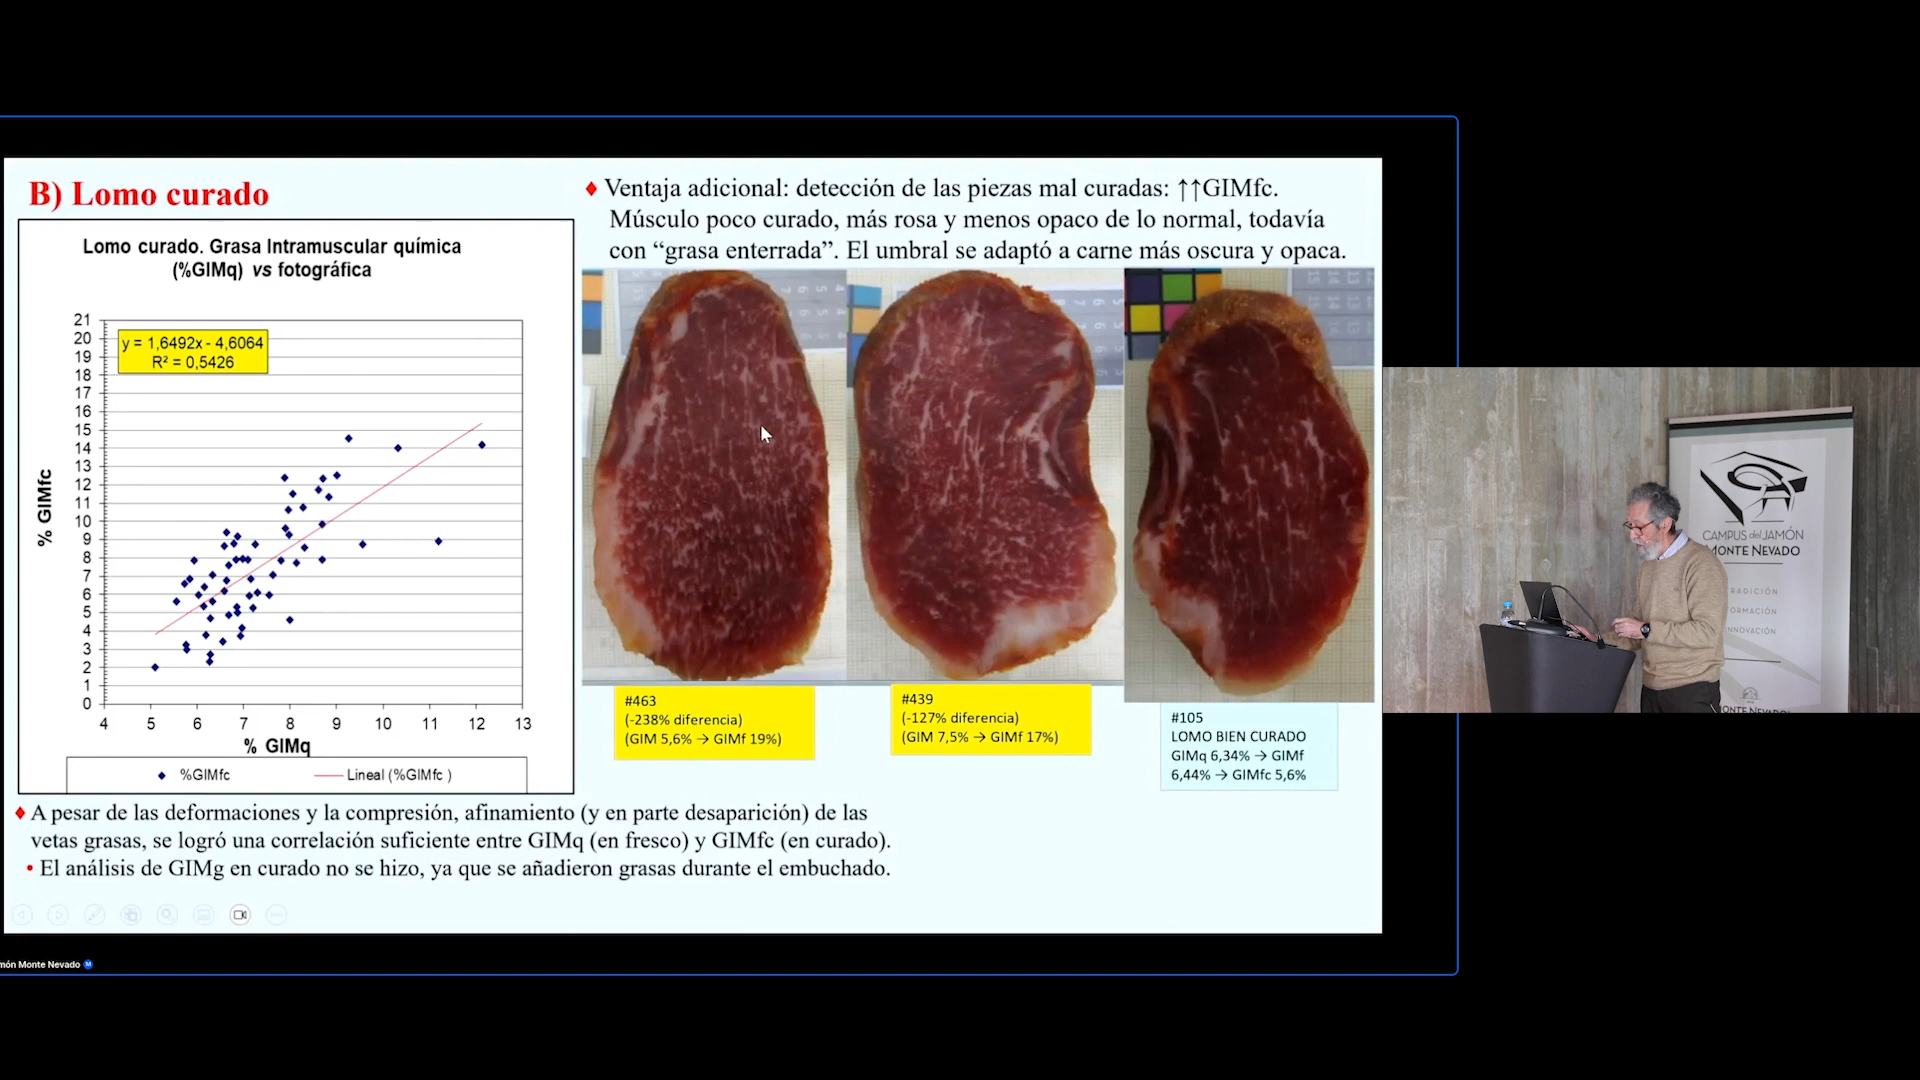 B) Lomo curado
Lomo curado. Grasa Intramuscular química
(%GIMq) vs fotográfica
y = 1,6492x - 4,6064
R² = 0,5426
21
20
19
18
17
16
15
14
13
12
11
10
9
8
7
6
5
4
3
2
1
0
% GIMfc
4 5 6 7 8 9 10 11 12 13
% GIMq
%GIMfc Lineal (%GIMfc )
♦ Ventaja adicional: detección de las piezas mal curadas: ↑↑GIMfc.
Músculo poco curado, más rosa y menos opaco de lo normal, todavía
con “grasa enterrada”. El umbral se adaptó a carne más oscura y opaca.
#463
(-238% diferencia)
(GIM 5,6% → GIMf 19%)
#439
(-127% diferencia)
(GIM 7,5% → GIMf 17%)
#105
LOMO BIEN CURADO
GIMq 6,34% → GIMf
6,44% → GIMfc 5,6%
♦ A pesar de las deformaciones y la compresión, afinamiento (y en parte desaparición) de las
vetas grasas, se logró una correlación suficiente entre GIMq (en fresco) y GIMfc (en curado).
• El análisis de GIMg en curado no se hizo, ya que se añadieron grasas durante el embuchado.
món Monte Nevado
CAMPUS del JAMÓN
MONTE NEVADO
RADICIÓN
ORMACIÓN
NNOVACIÓN
MONTE NEVADO